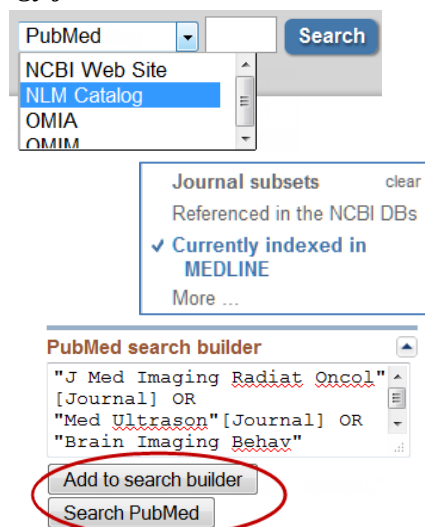 PubMed
Search
NCBI Web Site
NLM Catalog
OMIA
OMIM
Journal subsets clear
Referenced in the NCBI DBs
✓ Currently indexed in
MEDLINE
More ...
PubMed search builder
"J Med Imaging Radiat Oncol"
[Journal] OR
"Med Ultrason"[Journal] OR
"Brain Imaging Behav"
Add to search builder
Search PubMed